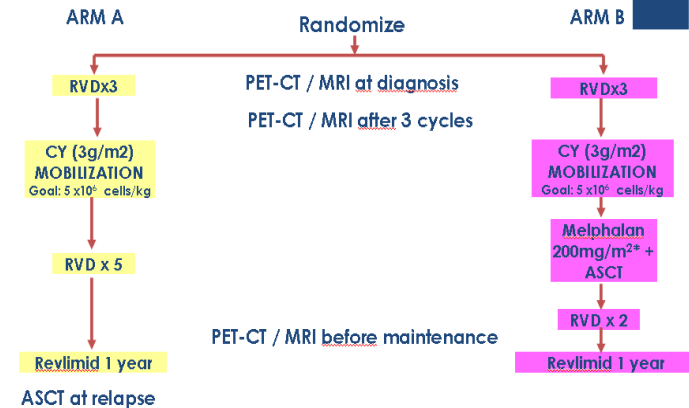 ARM A
Randomize
ARM B
RVDx3
PET-CT / MRI at diagnosis
RVDx3
PET-CT / MRI after 3 cycles
CY (3g/m2)
MOBILIZATION
Goal: 5 x10⁶ cells/kg
CY (3g/m2)
MOBILIZATION
Goal: 5 x10⁶ cells/kg
Melphalan
200mg/m²* +
ASCT
RVD x 5
RVD x 2
PET-CT / MRI before maintenance
Revlimid 1 year
Revlimid 1 year
ASCT at relapse